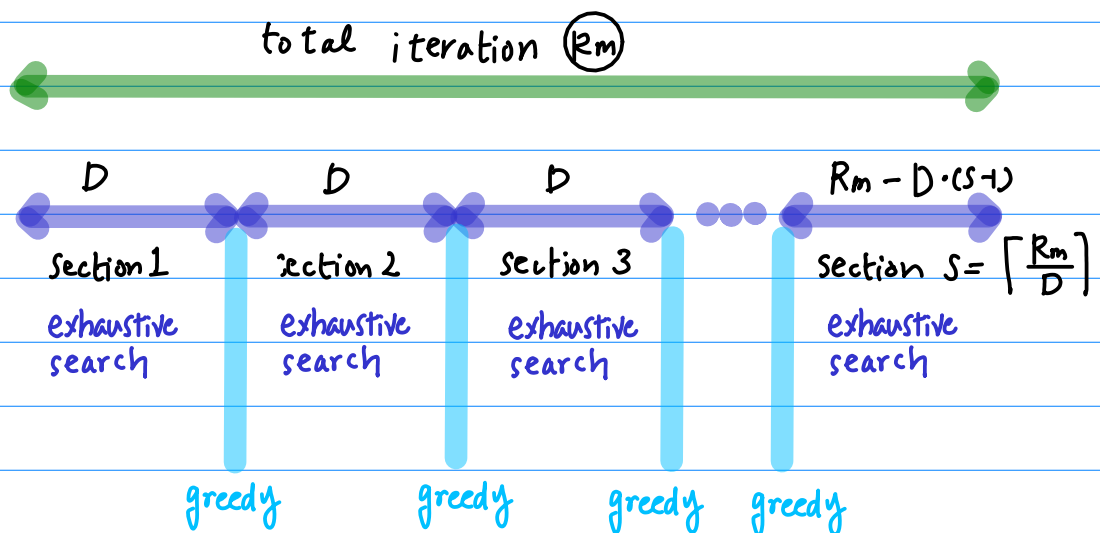 total iteration Rm
D D D Rm - D·(S-1)
section 1 section 2 section 3 section S = ⌈Rm/D⌉
exhaustive exhaustive exhaustive exhaustive
search search search search
greedy greedy greedy greedy